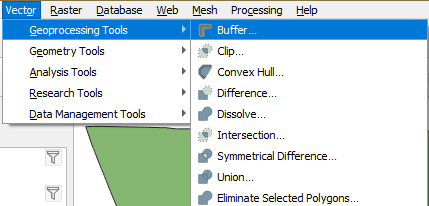 Vector Raster Database Web Mesh Processing Help
Geoprocessing Tools
Geometry Tools
Analysis Tools
Research Tools
Data Management Tools
Buffer...
Clip...
Convex Hull...
Difference...
Dissolve...
Intersection...
Symmetrical Difference...
Union...
Eliminate Selected Polygons...